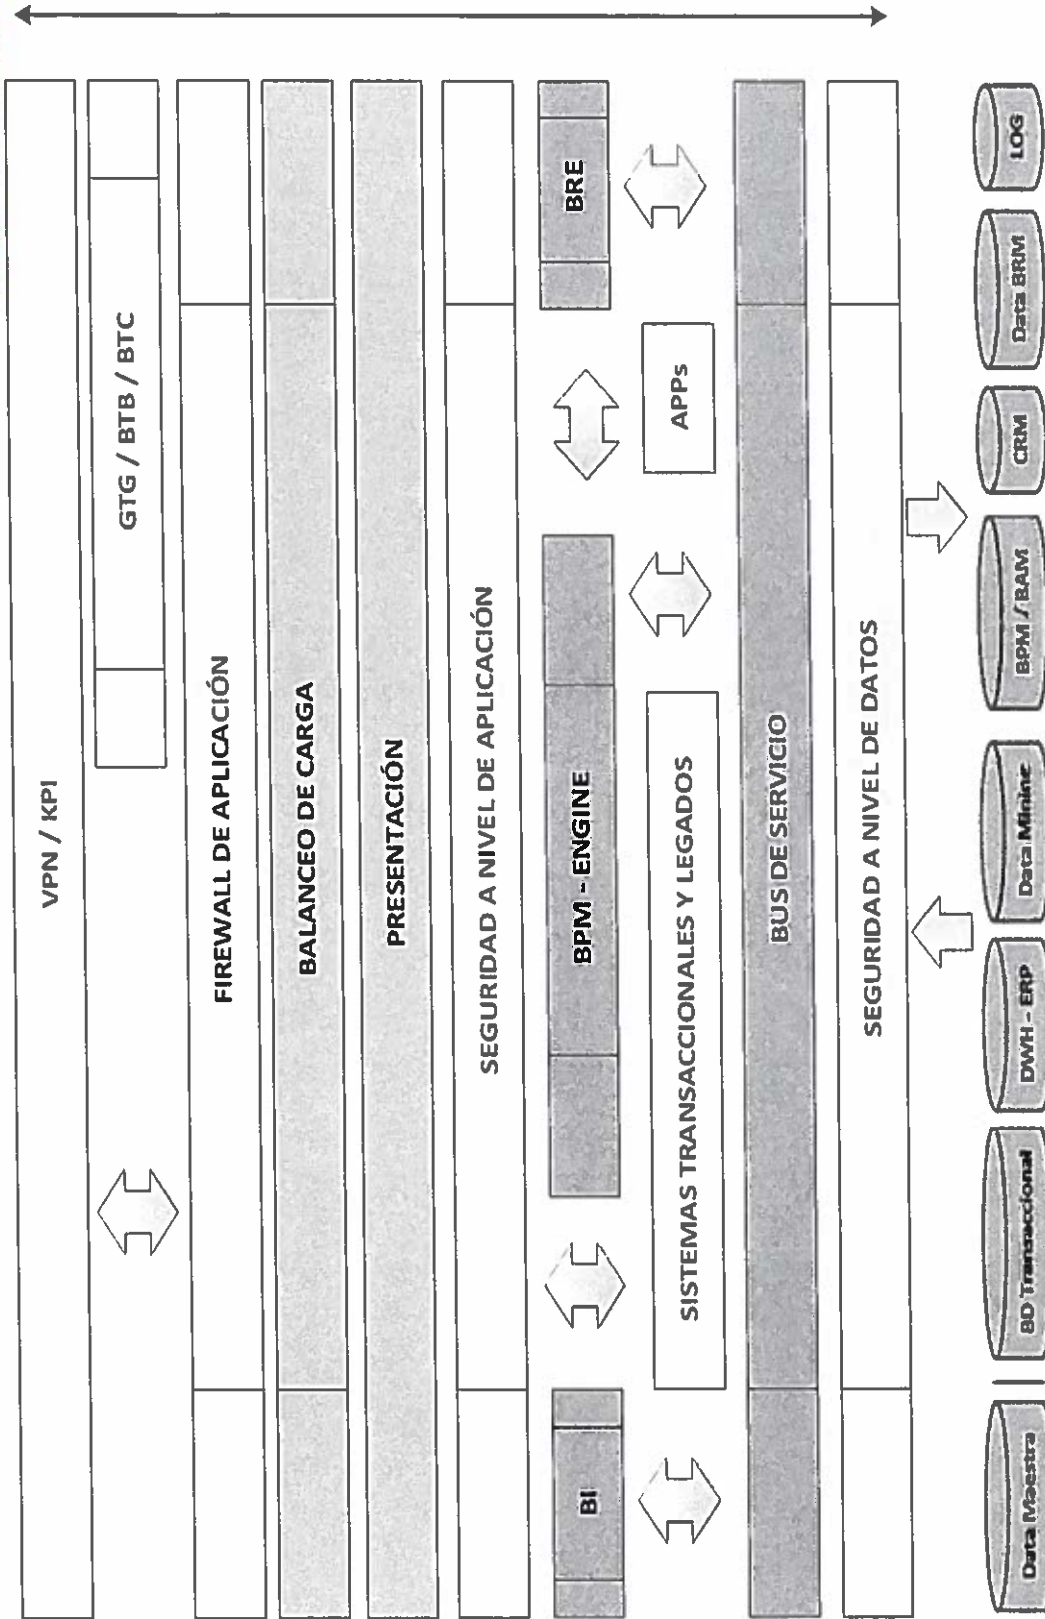 VPN / KPI
GTG / BTB / BTC
FIREWALL DE APLICACIÓN
BALANCEO DE CARGA
PRESENTACIÓN
SEGURIDAD A NIVEL DE APLICACIÓN
BI
BPM - ENGINE
BRE
SISTEMAS TRANSACCIONALES Y LEGADOS
APPs
BUS DE SERVICIO
SEGURIDAD A NIVEL DE DATOS
Data Maestra
BD Transaccional
DWH - ERP
Data Mining
BPM / BAM
CRM
Data BRM
LOG